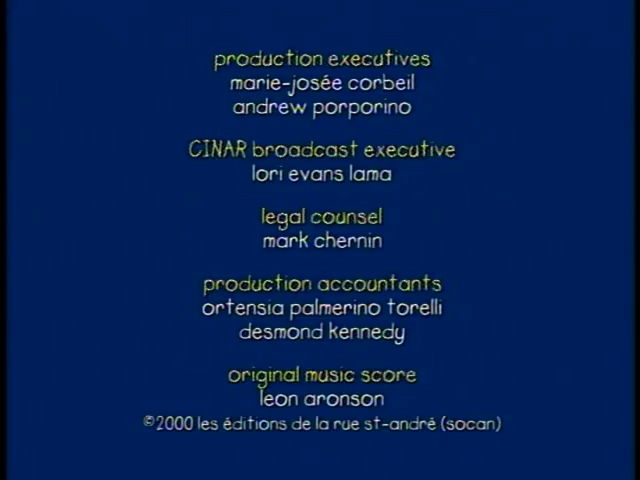 production executives
marie-josée corbeil
andrew porporino
CINAR broadcast executive
lori evans lama
legal counsel
mark chernin
production accountants
ortensia palmerino torelli
desmond kennedy
original music score
leon aronson
©2000 les éditions de la rue st-andré (socan)